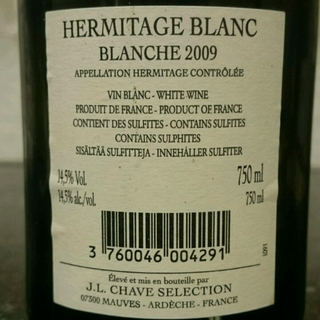 HERMITAGE BLANC
BLANCHE 2009
APPELLATION HERMITAGE CONTRÔLÉE
VIN BLANC - WHITE WINE
PRODUIT DE FRANCE - PRODUCT OF FRANCE
CONTIENT DES SULFITES - CONTAINS SULFITES
CONTAINS SULPHITES
SISÄLTÄÄ SULFITTEJA - INNEHÅLLER SULFITER
14,5% Vol. 750 ml
14,5% alc./vol. 750 ml
3 760046 004291
Élevé et mis en bouteille par
J.L. CHAVE SELECTION
07300 MAUVES - ARDÈCHE - FRANCE